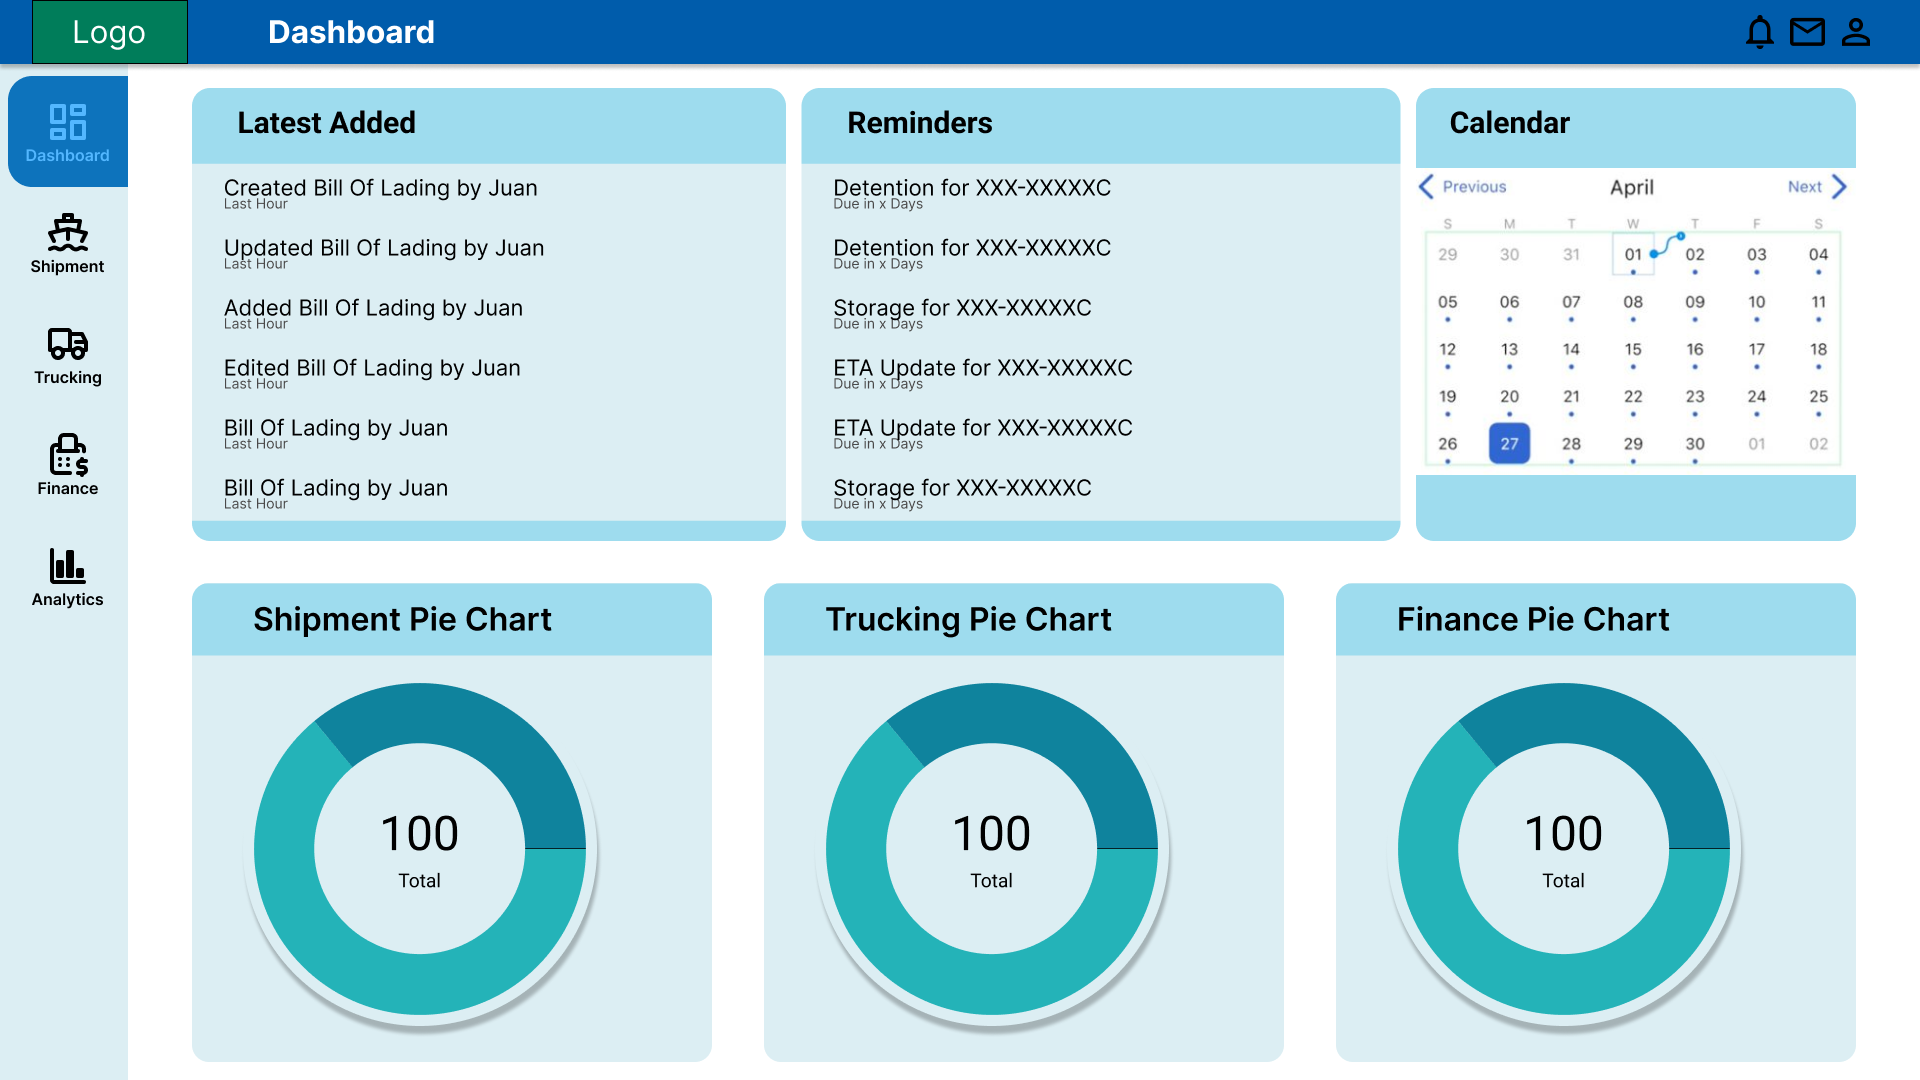 Logo
Dashboard
Dashboard
Shipment
Trucking
Finance
Analytics
Latest Added
Created Bill Of Lading by Juan
Last Hour
Updated Bill Of Lading by Juan
Last Hour
Added Bill Of Lading by Juan
Last Hour
Edited Bill Of Lading by Juan
Last Hour
Bill Of Lading by Juan
Last Hour
Bill Of Lading by Juan
Last Hour
Reminders
Detention for XXX-XXXXXC
Due in x Days
Detention for XXX-XXXXXC
Due in x Days
Storage for XXX-XXXXXC
Due in x Days
ETA Update for XXX-XXXXXC
Due in x Days
ETA Update for XXX-XXXXXC
Due in x Days
Storage for XXX-XXXXXC
Due in x Days
Calendar
Previous April Next
S M T W T F S
29 30 31 01 02 03 04
05 06 07 08 09 10 11
12 13 14 15 16 17 18
19 20 21 22 23 24 25
26 27 28 29 30 01 02
Shipment Pie Chart
100
Total
Trucking Pie Chart
100
Total
Finance Pie Chart
100
Total